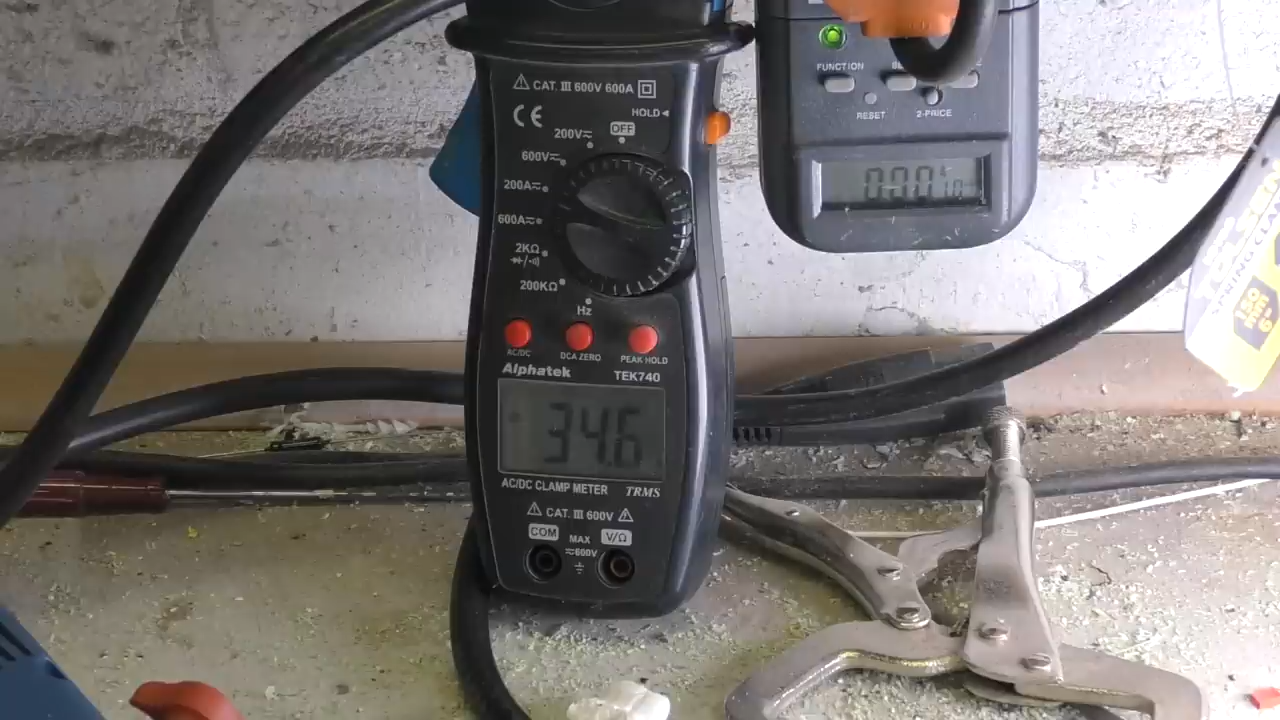 CAT. III 600V 600A
CE
HOLD
OFF
200V
600V
200A
600A
2KΩ
200KΩ
Hz
AC/DC
DCA ZERO
PEAK HOLD
Alphatek
TEK740
34.6
AC/DC CLAMP METER
TRMS
CAT. III 600V
COM
MAX
V/Ω
≂600V
FUNCTION
RESET
2-PRICE